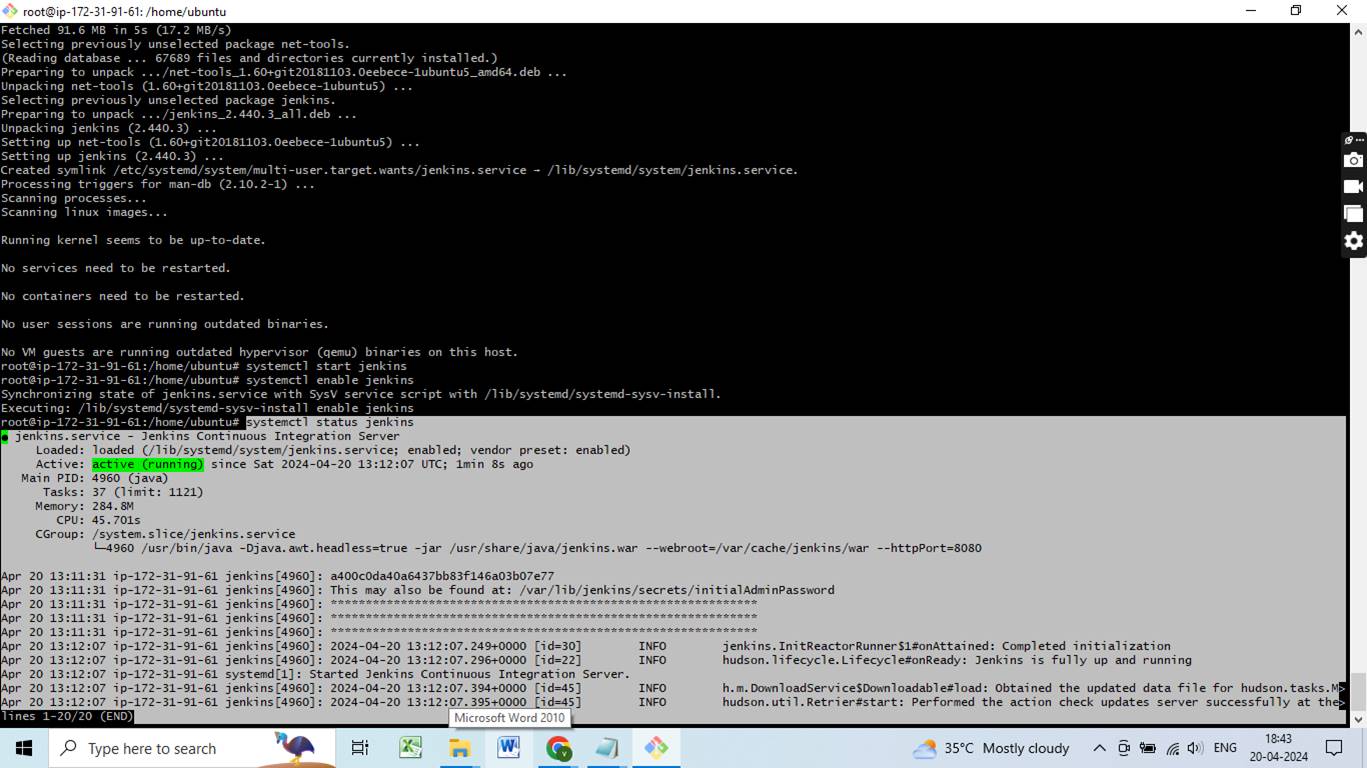 root@ip-172-31-91-61: /home/ubuntu
Fetched 91.6 MB in 5s (17.2 MB/s)
Selecting previously unselected package net-tools.
(Reading database ... 67689 files and directories currently installed.)
Preparing to unpack .../net-tools_1.60+git20181103.0eebece-1ubuntu5_amd64.deb ...
Unpacking net-tools (1.60+git20181103.0eebece-1ubuntu5) ...
Selecting previously unselected package jenkins.
Preparing to unpack .../jenkins_2.440.3_all.deb ...
Unpacking jenkins (2.440.3) ...
Setting up net-tools (1.60+git20181103.0eebece-1ubuntu5) ...
Setting up jenkins (2.440.3) ...
Created symlink /etc/systemd/system/multi-user.target.wants/jenkins.service → /lib/systemd/system/jenkins.service.
Processing triggers for man-db (2.10.2-1) ...
Scanning processes...
Scanning linux images...
Running kernel seems to be up-to-date.
No services need to be restarted.
No containers need to be restarted.
No user sessions are running outdated binaries.
No VM guests are running outdated hypervisor (qemu) binaries on this host.
root@ip-172-31-91-61:/home/ubuntu# systemctl start jenkins
root@ip-172-31-91-61:/home/ubuntu# systemctl enable jenkins
Synchronizing state of jenkins.service with SysV service script with /lib/systemd/systemd-sysv-install.
Executing: /lib/systemd/systemd-sysv-install enable jenkins
root@ip-172-31-91-61:/home/ubuntu# systemctl status jenkins
● jenkins.service - Jenkins Continuous Integration Server
Loaded: loaded (/lib/systemd/system/jenkins.service; enabled; vendor preset: enabled)
Active: active (running) since Sat 2024-04-20 13:12:07 UTC; 1min 8s ago
Main PID: 4960 (java)
Tasks: 37 (limit: 1121)
Memory: 284.8M
CPU: 45.701s
CGroup: /system.slice/jenkins.service
└─4960 /usr/bin/java -Djava.awt.headless=true -jar /usr/share/java/jenkins.war --webroot=/var/cache/jenkins/war --httpPort=8080
Apr 20 13:11:31 ip-172-31-91-61 jenkins[4960]: a400c0da40a6437bb83f146a03b07e77
Apr 20 13:11:31 ip-172-31-91-61 jenkins[4960]: This may also be found at: /var/lib/jenkins/secrets/initialAdminPassword
Apr 20 13:11:31 ip-172-31-91-61 jenkins[4960]: *************************************************************
Apr 20 13:11:31 ip-172-31-91-61 jenkins[4960]: *************************************************************
Apr 20 13:11:31 ip-172-31-91-61 jenkins[4960]: *************************************************************
Apr 20 13:12:07 ip-172-31-91-61 jenkins[4960]: 2024-04-20 13:12:07.249+0000 [id=30] INFO jenkins.InitReactorRunner$1#onAttained: Completed initialization
Apr 20 13:12:07 ip-172-31-91-61 jenkins[4960]: 2024-04-20 13:12:07.296+0000 [id=22] INFO hudson.lifecycle.Lifecycle#onReady: Jenkins is fully up and running
Apr 20 13:12:07 ip-172-31-91-61 systemd[1]: Started Jenkins Continuous Integration Server.
Apr 20 13:12:07 ip-172-31-91-61 jenkins[4960]: 2024-04-20 13:12:07.394+0000 [id=45] INFO h.m.DownloadService$Downloadable#load: Obtained the updated data file for hudson.tasks.M>
Apr 20 13:12:07 ip-172-31-91-61 jenkins[4960]: 2024-04-20 13:12:07.395+0000 [id=45] INFO hudson.util.Retrier#start: Performed the action check updates server successfully at the>
lines 1-20/20 (END)
Microsoft Word 2010
Type here to search
35°C Mostly cloudy
ENG
18:43
20-04-2024